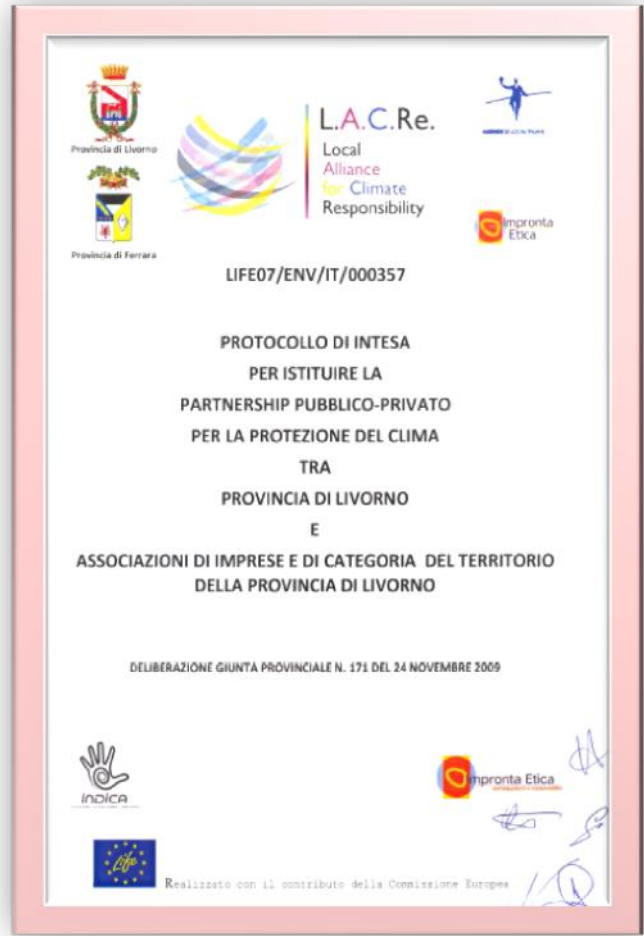 Provincia di Livorno
Provincia di Ferrara
L.A.C.Re.
Local
Alliance
for Climate
Responsibility
Impronta
Etica
LIFE07/ENV/IT/000357
PROTOCOLLO DI INTESA
PER ISTITUIRE LA
PARTNERSHIP PUBBLICO-PRIVATO
PER LA PROTEZIONE DEL CLIMA
TRA
PROVINCIA DI LIVORNO
E
ASSOCIAZIONI DI IMPRESE E DI CATEGORIA DEL TERRITORIO
DELLA PROVINCIA DI LIVORNO
DELIBERAZIONE GIUNTA PROVINCIALE N. 171 DEL 24 NOVEMBRE 2009
INDICA
Impronta Etica
Life
Realizzato con il contributo della Commissione Europea